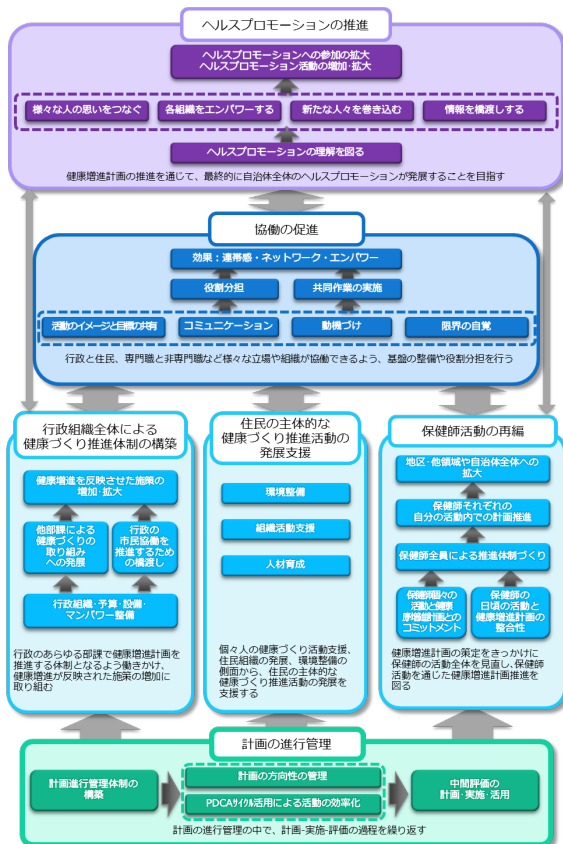 ヘルスプロモーションの推進
ヘルスプロモーションへの参加の拡大
ヘルスプロモーション活動の増加・拡大
様々な人の思いをつなぐ
各組織をエンパワーする
新たな人々を巻き込む
情報を橋渡しする
ヘルスプロモーションの理解を図る
健康増進計画の推進を通じて、最終的に自治体全体のヘルスプロモーションが発展することを目指す
協働の促進
効果：連帯感・ネットワーク・エンパワー
役割分担
共同作業の実施
活動のイメージと目標の共有
コミュニケーション
動機づけ
限界の自覚
行政と住民、専門職と非専門職など様々な立場や組織が協働できるよう、基盤の整備や役割分担を行う
行政組織全体による
健康づくり推進体制の構築
健康増進を反映させた施策の
増加・拡大
他部課による
健康づくりの
取り組み
への発展
行政の
市民協働を
推進するため
の橋渡し
行政組織・予算・設備・
マンパワー整備
行政のあらゆる部課で健康増進計画を
推進する体制となるよう働きかけ、
健康増進が反映された施策の増加に
取り組む
住民の主体的な
健康づくり推進活動の
発展支援
環境整備
組織活動支援
人材育成
個々人の健康づくり活動支援、
住民組織の発展、環境整備の
側面から、住民の主体的な
健康づくり推進活動の発展を
支援する
保健師活動の再編
地区・他領域や自治体全体への
拡大
保健師それぞれの
自分の活動内での計画推進
保健師全員による推進体制づくり
保健師個々の
活動と健康
増進計画との
コミットメント
保健師の
日頃の活動と
健康増進計画の
整合性
健康増進計画の策定をきっかけに
保健師の活動全体を見直し、保健師
活動を通じた健康増進計画推進を
図る
計画の進行管理
計画進行管理体制の
構築
計画の方向性の管理
PDCAサイクル活用による活動の効率化
中間評価の
計画・実施・活用
計画の進行管理の中で、計画-実施-評価の過程を繰り返す